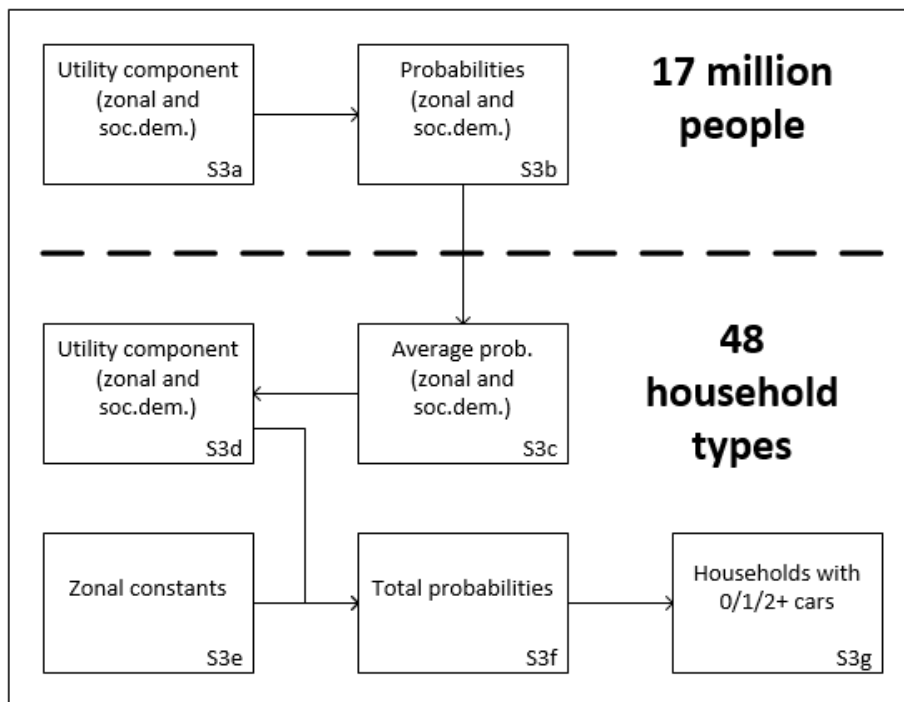 Utility component
(zonal and
soc.dem.)
S3a
Probabilities
(zonal and
soc.dem.)
S3b
17 million
people
Utility component
(zonal and
soc.dem.)
S3d
Average prob.
(zonal and
soc.dem.)
S3c
48
household
types
Zonal constants
S3e
Total probabilities
S3f
Households with
0/1/2+ cars
S3g